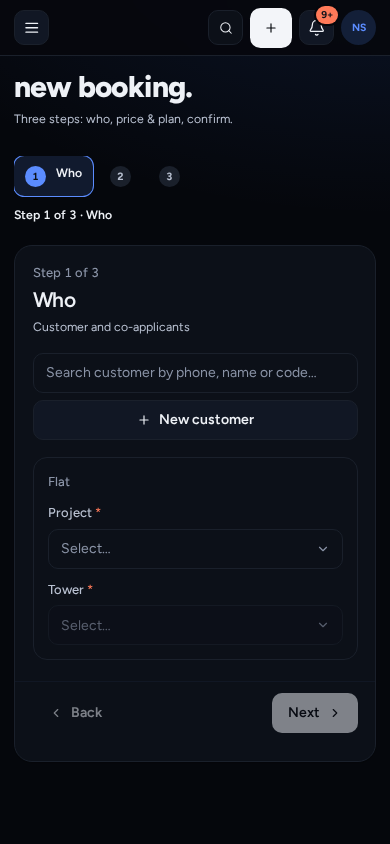 9+
NS
new booking.
Three steps: who, price & plan, confirm.
1 Who 2 3
Step 1 of 3 · Who
Step 1 of 3
Who
Customer and co-applicants
Search customer by phone, name or code...
+ New customer
Flat
Project *
Select...
Tower *
Select...
Back Next